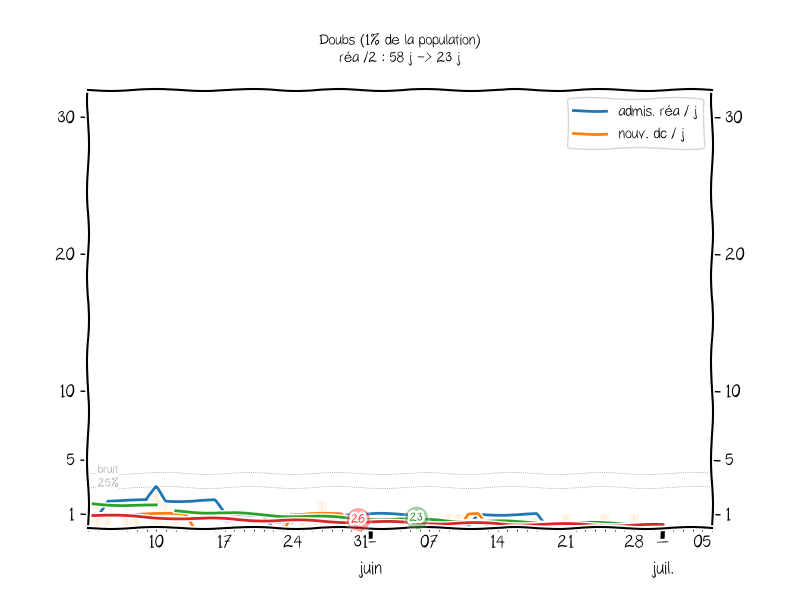 Doubs (1% de la population)
réa /2 : 58 j -> 23 j
30 30
admis. réa / j
nouv. dc / j
20 20
10 10
5 5
bruit
25%
1 1
26 23
10 17 24 31 07 14 21 28 05
juin juil.